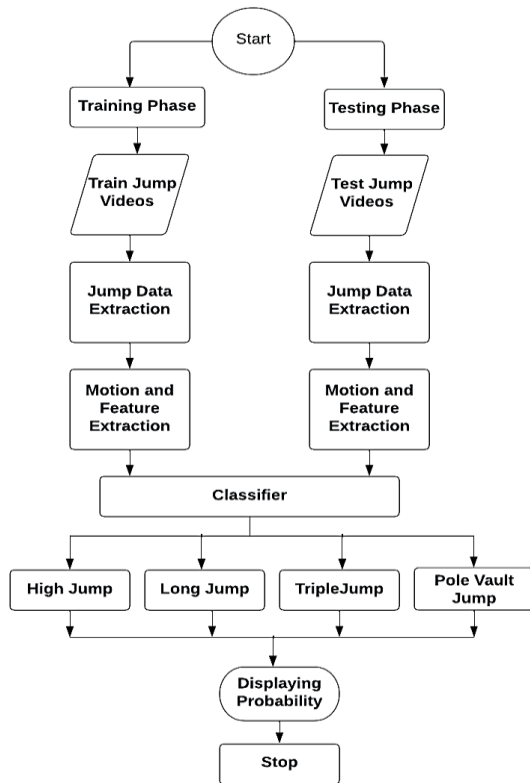 Start
Training Phase
Testing Phase
Train Jump
Videos
Test Jump
Videos
Jump Data
Extraction
Jump Data
Extraction
Motion and
Feature
Extraction
Motion and
Feature
Extraction
Classifier
High Jump
Long Jump
TripleJump
Pole Vault
Jump
Displaying
Probability
Stop